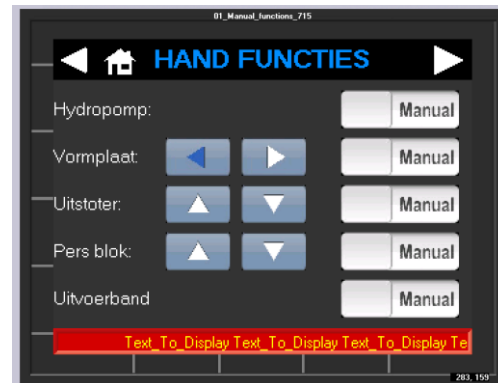 01_Manual_functions_715
HAND FUNCTIES
Hydropomp: Manual
Vormplaat: Manual
Uitstoter: Manual
Pers blok: Manual
Uitvoerband Manual
Text_To_Display Text_To_Display Text_To_Display Te
283, 159